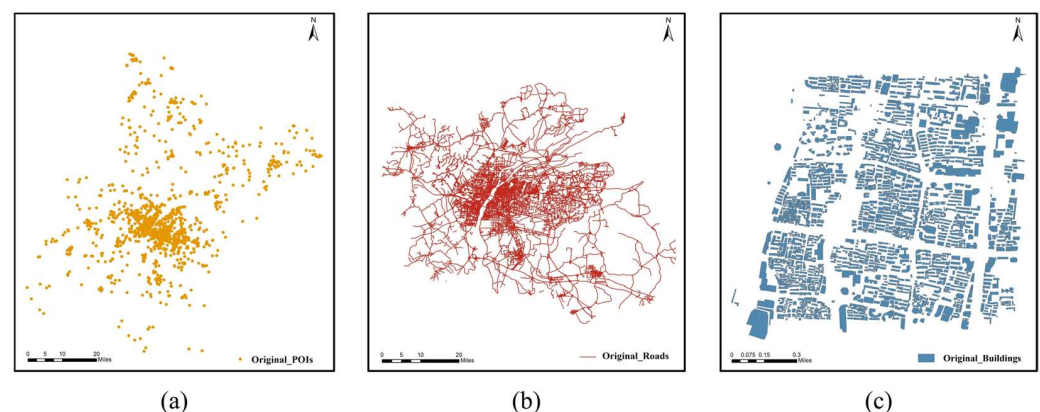 N
0 5 10 20
Miles
Original_POIs
(a)
N
0 5 10 20
Miles
Original_Roads
(b)
N
0 0.075 0.15 0.3
Miles
Original_Buildings
(c)